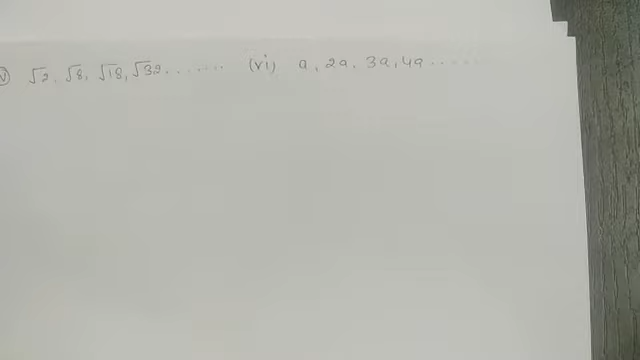 (v) √2, √8, √18, √32....... (vi) a, 2a, 3a, 4a......